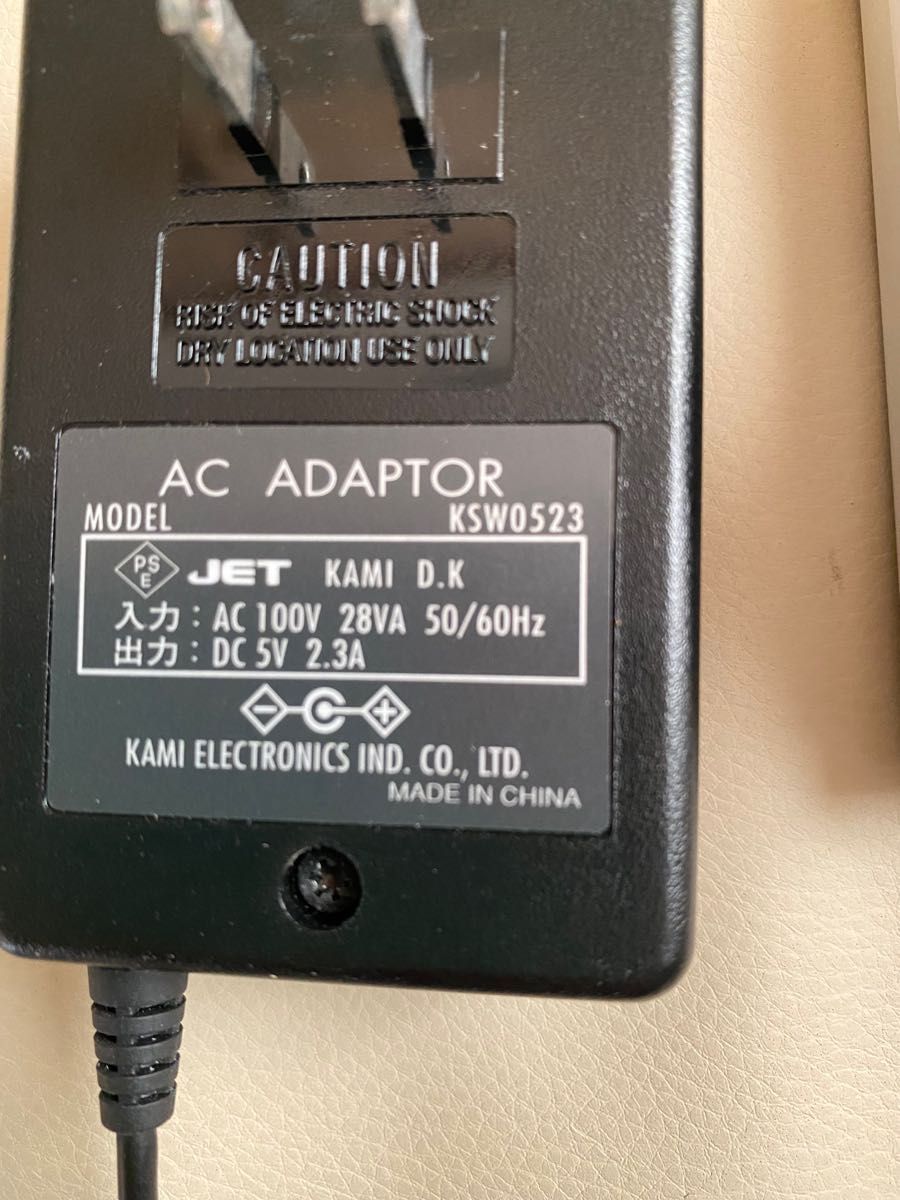 CAUTION
RISK OF ELECTRIC SHOCK
DRY LOCATION USE ONLY
AC ADAPTOR
MODEL KSW0523
PS E JET KAMI D.K
入力：AC 100V 28VA 50/60Hz
出力：DC 5V 2.3A
KAMI ELECTRONICS IND. CO., LTD.
MADE IN CHINA